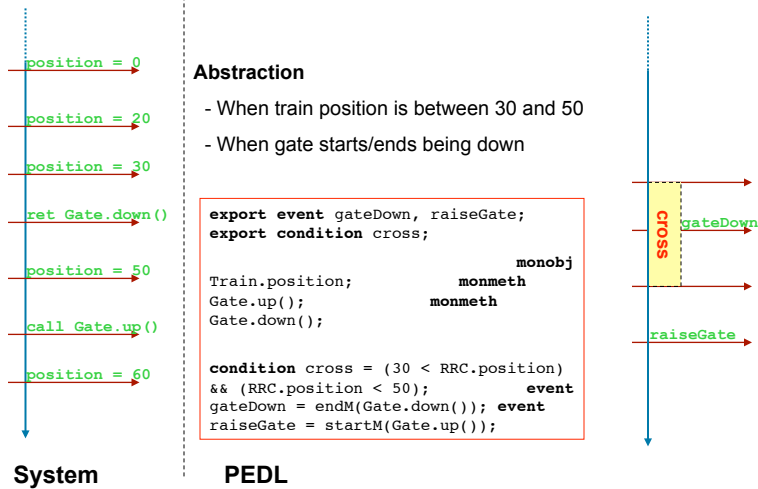 position = 0
position = 20
position = 30
ret Gate.down()
position = 50
call Gate.up()
position = 60
System
Abstraction
- When train position is between 30 and 50
- When gate starts/ends being down
export event gateDown, raiseGate;
export condition cross;
monobj
Train.position; monmeth
Gate.up(); monmeth
Gate.down();
condition cross = (30 < RRC.position)
&& (RRC.position < 50); event
gateDown = endM(Gate.down()); event
raiseGate = startM(Gate.up());
PEDL
cross
gateDown
raiseGate